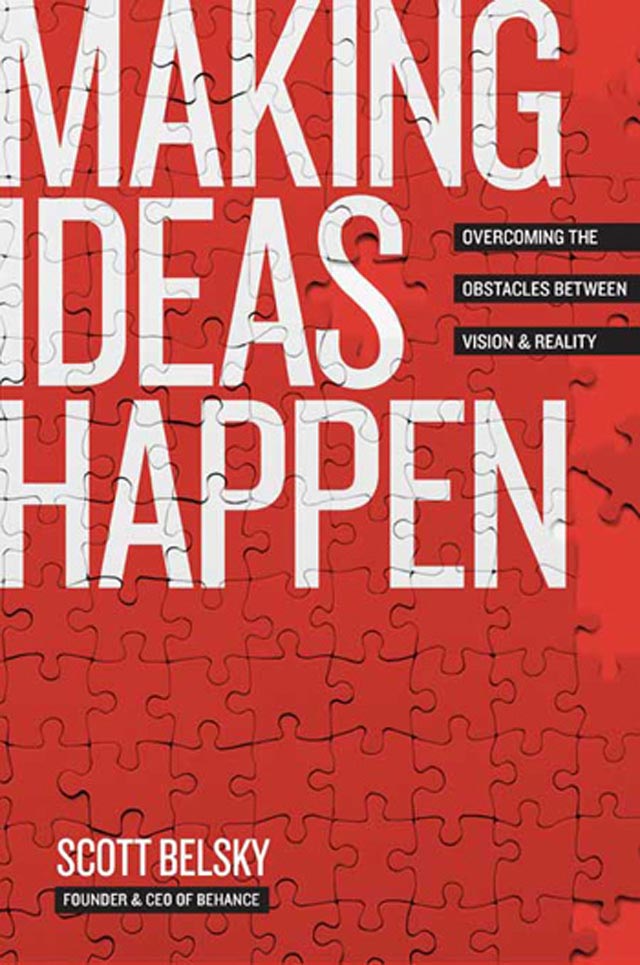 MAKING
IDEAS
HAPPEN
OVERCOMING THE
OBSTACLES BETWEEN
VISION & REALITY
SCOTT BELSKY
FOUNDER & CEO OF BEHANCE